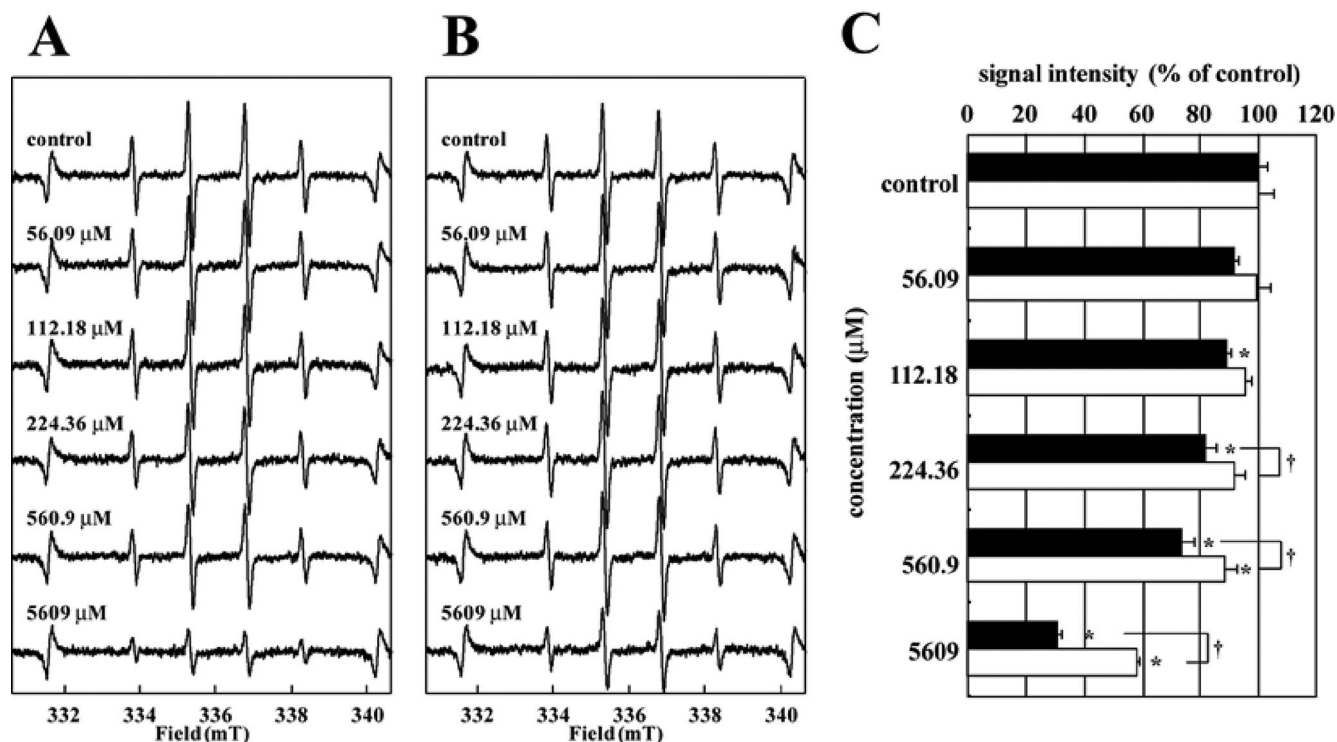 A
control
56.09 µM
112.18 µM
224.36 µM
560.9 µM
5609 µM
332 334 336 338 340
Field (mT)
B
control
56.09 µM
112.18 µM
224.36 µM
560.9 µM
5609 µM
332 334 336 338 340
Field (mT)
C
signal intensity (% of control)
0 20 40 60 80 100 120
concentration (µM)
control
56.09
112.18
*
224.36
* †
560.9
* †
*
5609
* †
*